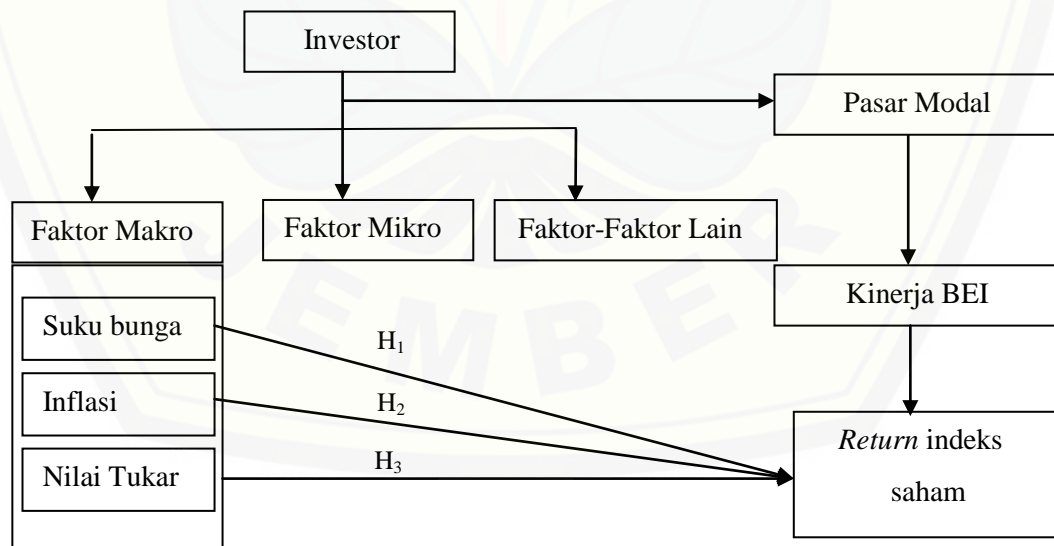 Investor
Pasar Modal
Faktor Makro
Faktor Mikro
Faktor-Faktor Lain
Kinerja BEI
Suku bunga
H₁
Inflasi
H₂
Return indeks
saham
Nilai Tukar
H₃
EMBER